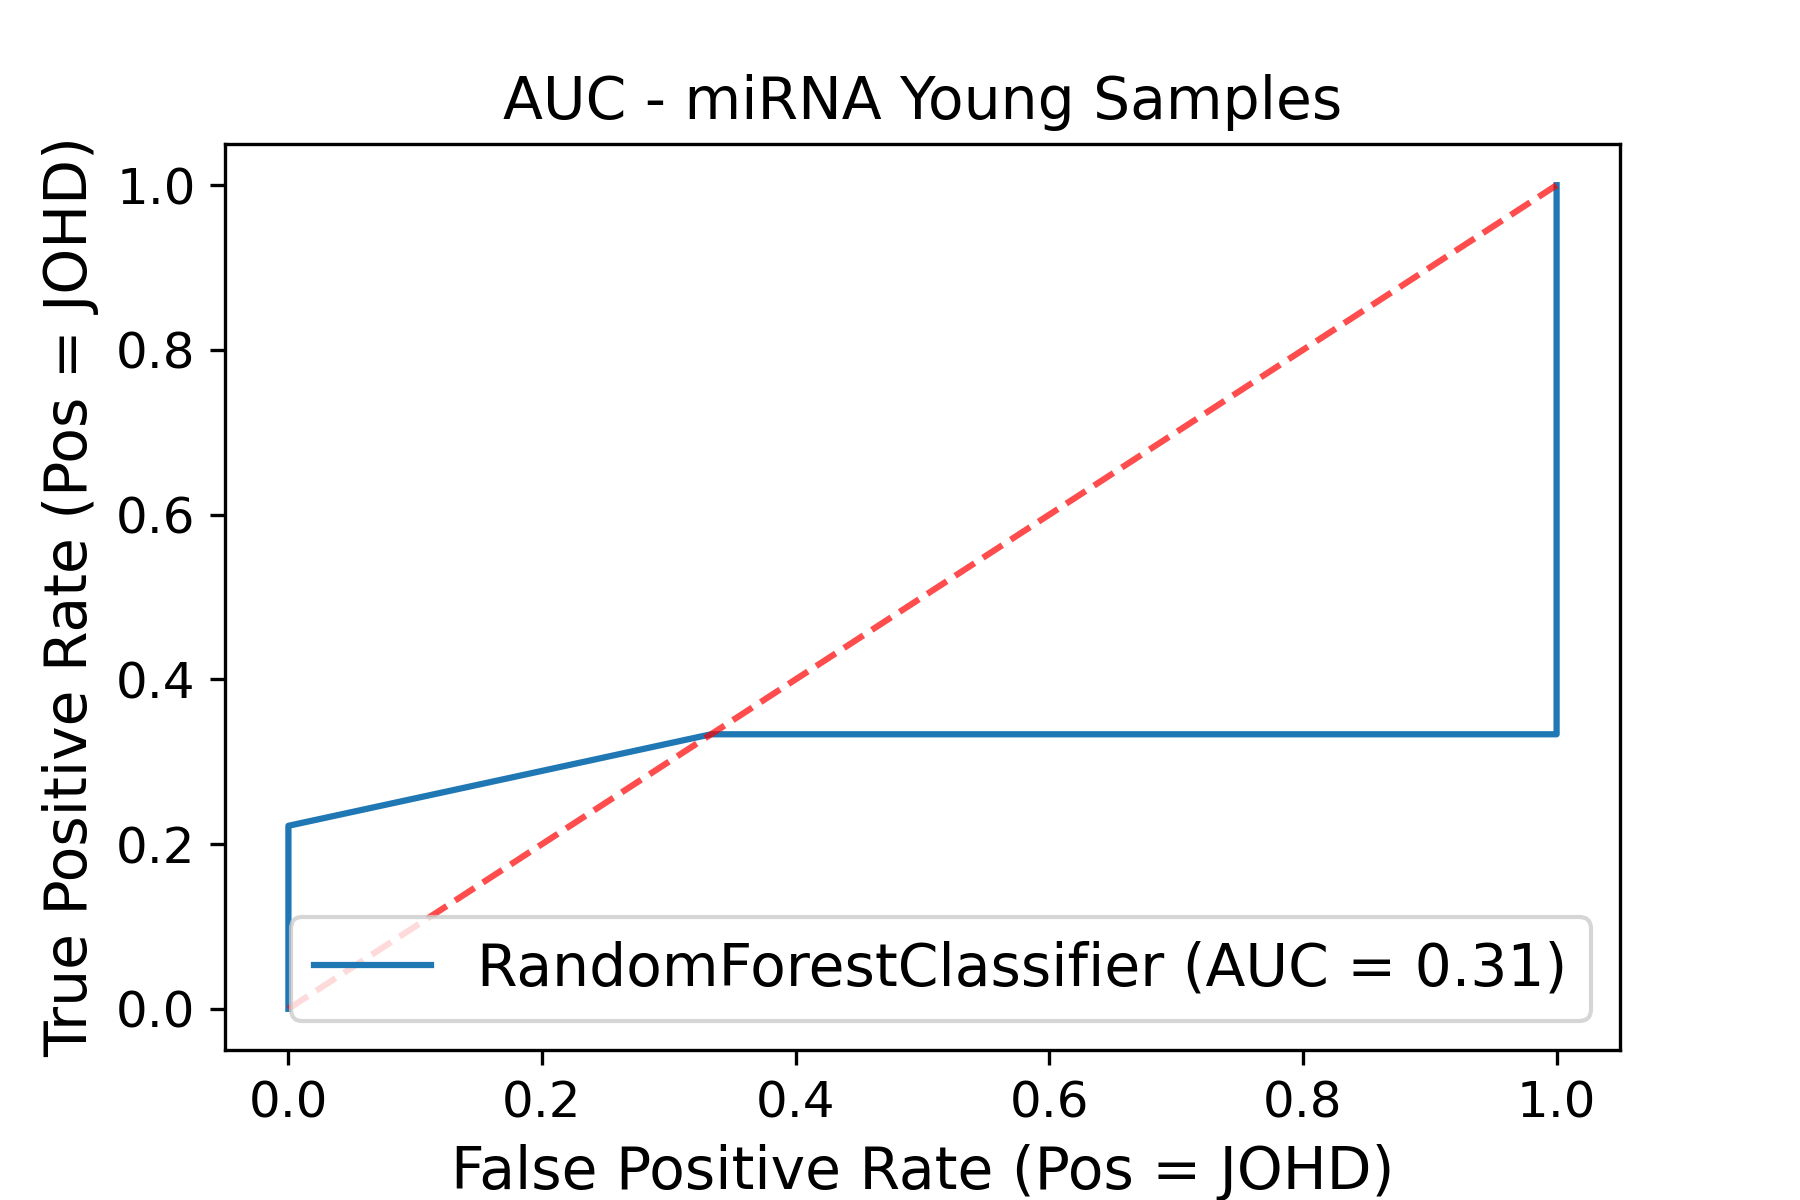 AUC - miRNA Young Samples
True Positive Rate (Pos = JOHD)
1.0
0.8
0.6
0.4
0.2
0.0
RandomForestClassifier (AUC = 0.31)
0.0 0.2 0.4 0.6 0.8 1.0
False Positive Rate (Pos = JOHD)